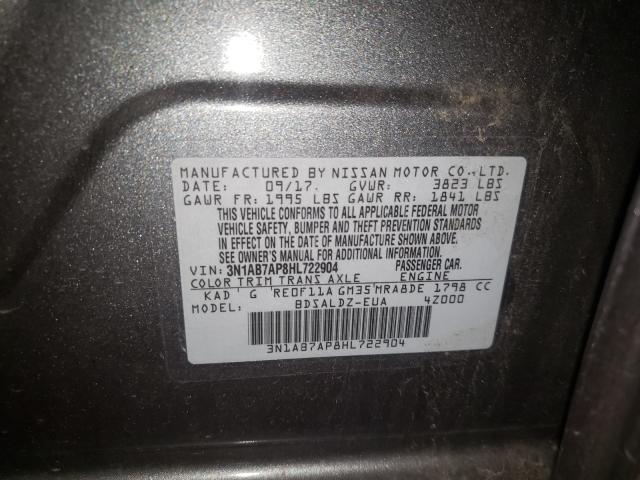 MANUFACTURED BY NISSAN MOTOR CO.,LTD.
DATE: 09/17. GVWR: 3823 LBS
GAWR FR: 1995 LBS GAWR RR: 1841 LBS
THIS VEHICLE CONFORMS TO ALL APPLICABLE FEDERAL MOTOR
VEHICLE SAFETY, BUMPER AND THEFT PREVENTION STANDARDS
IN EFFECT ON THE DATE OF MANUFACTURE SHOWN ABOVE.
SEE OWNER'S MANUAL FOR ADDITIONAL INFORMATION.
VIN: 3N1AB7AP8HL722904 PASSENGER CAR.
COLOR TRIM TRANS AXLE ENGINE
KAD G RE0F11A GM35 MRA8DE 1798 CC
MODEL: BDSALDZ-EUA 4Z000
3N1AB7AP8HL722904